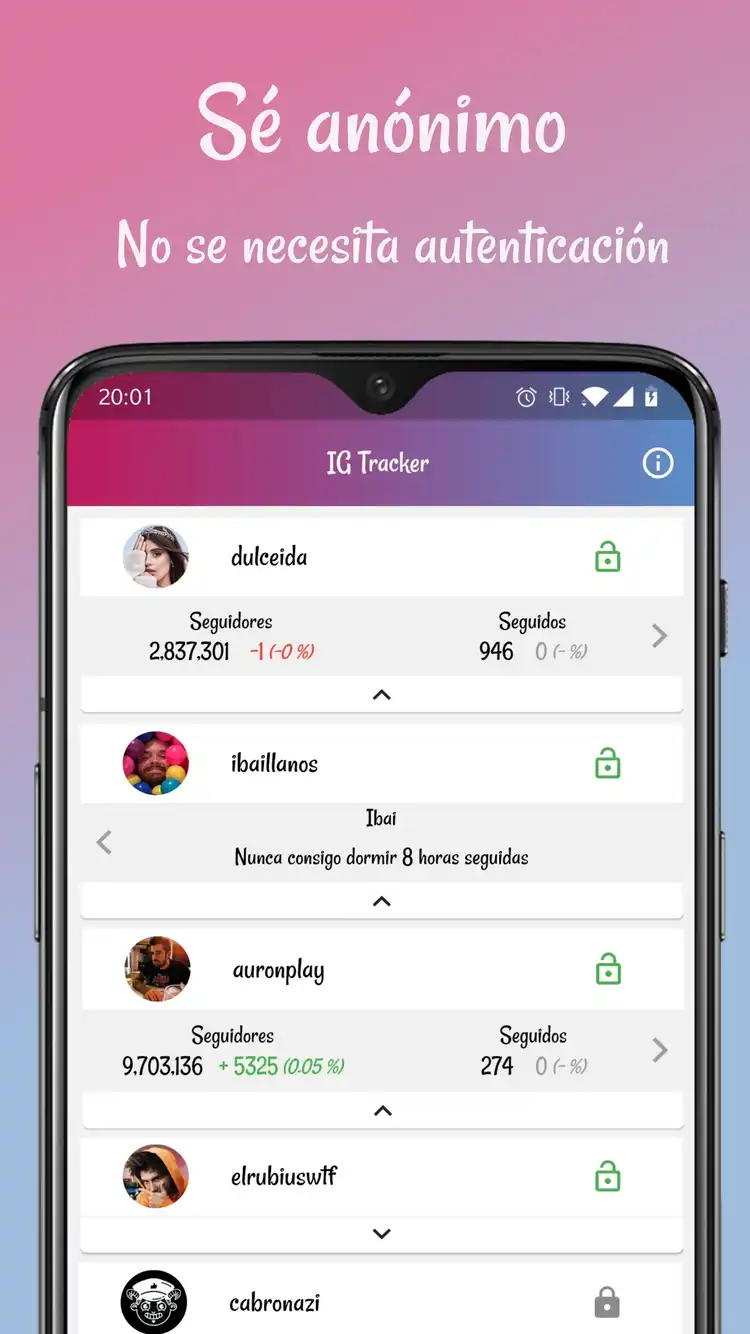 Sé anónimo
No se necesita autenticación
20:01
IG Tracker
dulceida
Seguidores Seguidos
2,837,301 -1 (-0 %) 946 0 (- %)
ibaillanos
Ibai
Nunca consigo dormir 8 horas seguidas
auronplay
Seguidores Seguidos
9,703,136 + 5325 (0.05 %) 274 0 (- %)
elrubiuswtf
cabronazi